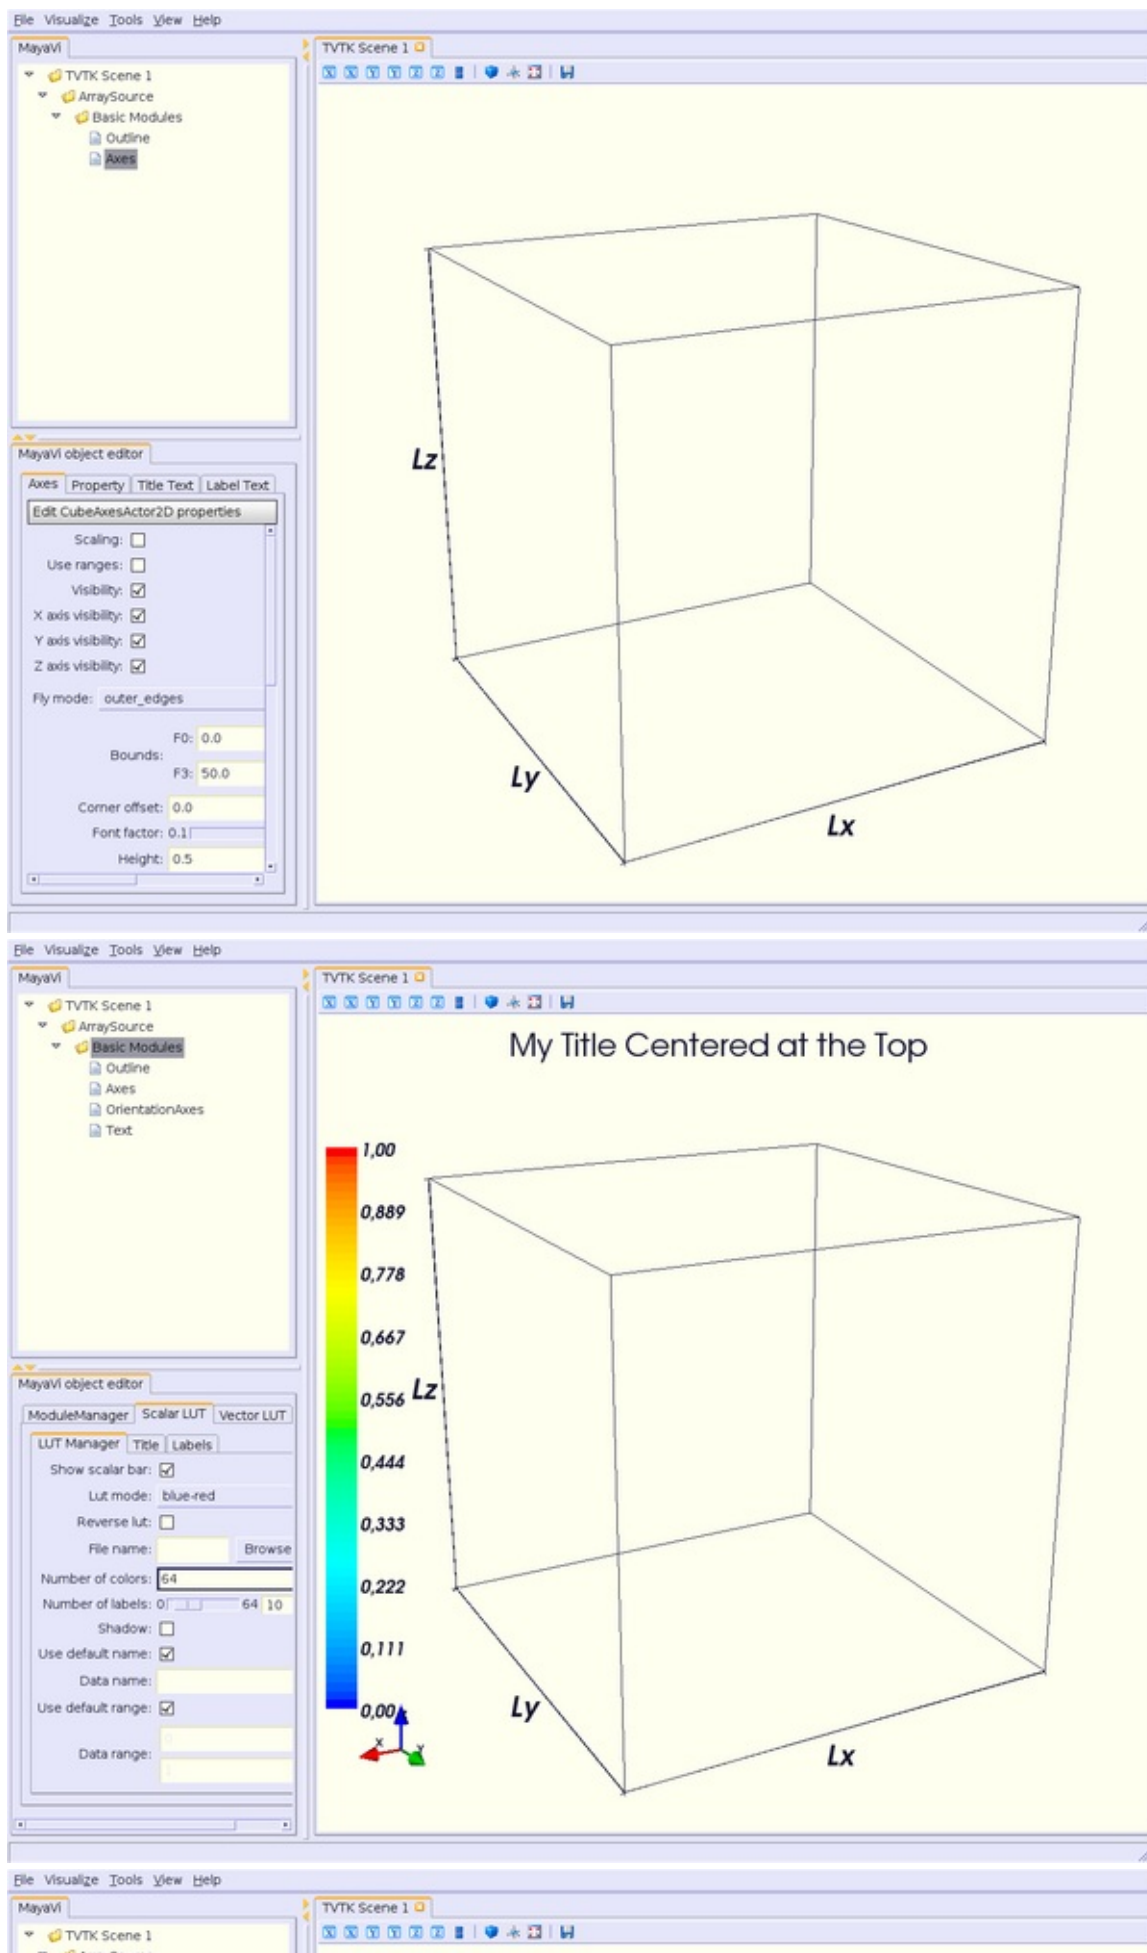 File Visualize Tools View Help
MayaVi
TVTK Scene 1
ArraySource
Basic Modules
Outline
Axes
MayaVi object editor
Axes Property Title Text Label Text
Edit CubeAxesActor2D properties
Scaling:
Use ranges:
Visibility:
X axis visibility:
Y axis visibility:
Z axis visibility:
Fly mode: outer_edges
Bounds:
F0: 0.0
F3: 50.0
Corner offset: 0.0
Font factor: 0.1
Height: 0.5
TVTK Scene 1
Lz
Ly
Lx
File Visualize Tools View Help
MayaVi
TVTK Scene 1
ArraySource
Basic Modules
Outline
Axes
OrientationAxes
Text
MayaVi object editor
ModuleManager Scalar LUT Vector LUT
LUT Manager Title Labels
Show scalar bar:
Lut mode: blue-red
Reverse lut:
File name: Browse
Number of colors: 64
Number of labels: 0 64 10
Shadow:
Use default name:
Data name:
Use default range:
Data range:
0
TVTK Scene 1
My Title Centered at the Top
1,00
0,889
0,778
0,667
0,556
0,444
0,333
0,222
0,111
0,00
Lz
Ly
Lx
X
Y
File Visualize Tools View Help
MayaVi
TVTK Scene 1
TVTK Scene 1